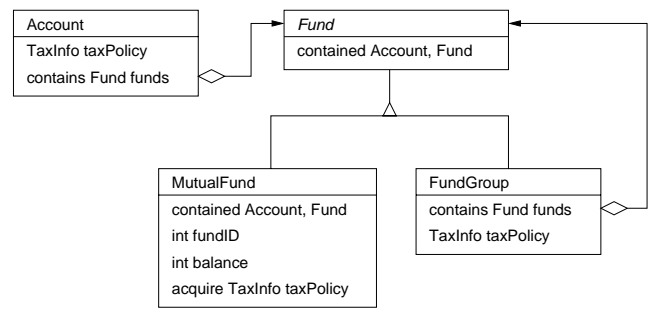 Account
TaxInfo taxPolicy
contains Fund funds
Fund
contained Account, Fund
MutualFund
contained Account, Fund
int fundID
int balance
acquire TaxInfo taxPolicy
FundGroup
contains Fund funds
TaxInfo taxPolicy